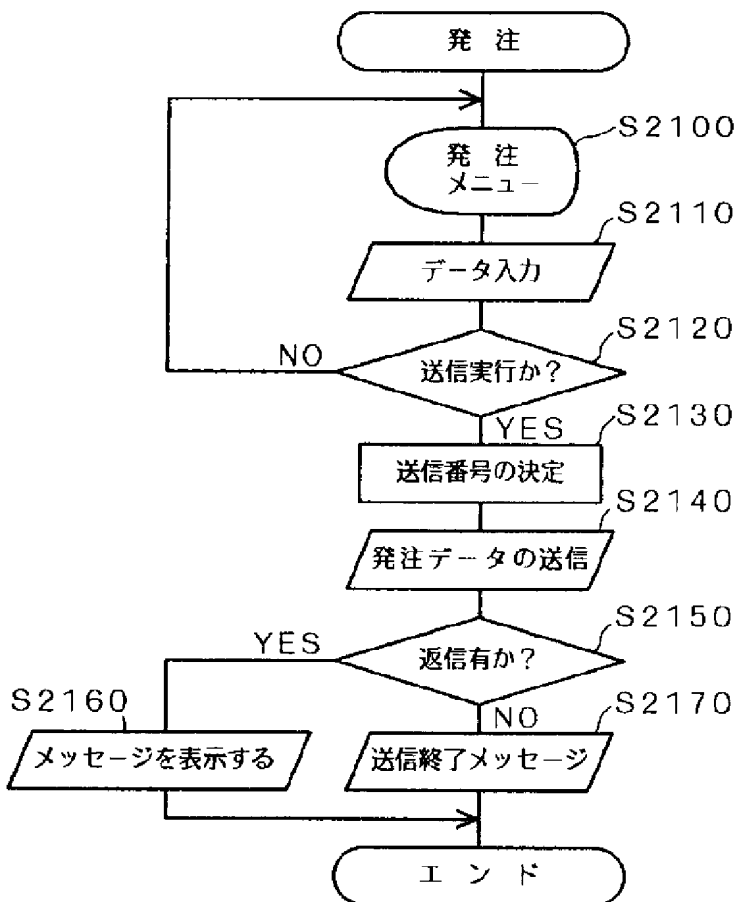 発 注
発 注
メニュー
S2100
データ入力
S2110
送信実行か？
S2120
NO
YES
送信番号の決定
S2130
発注データの送信
S2140
返信有か？
S2150
YES
NO
メッセージを表示する
S2160
送信終了メッセージ
S2170
エ ン ド